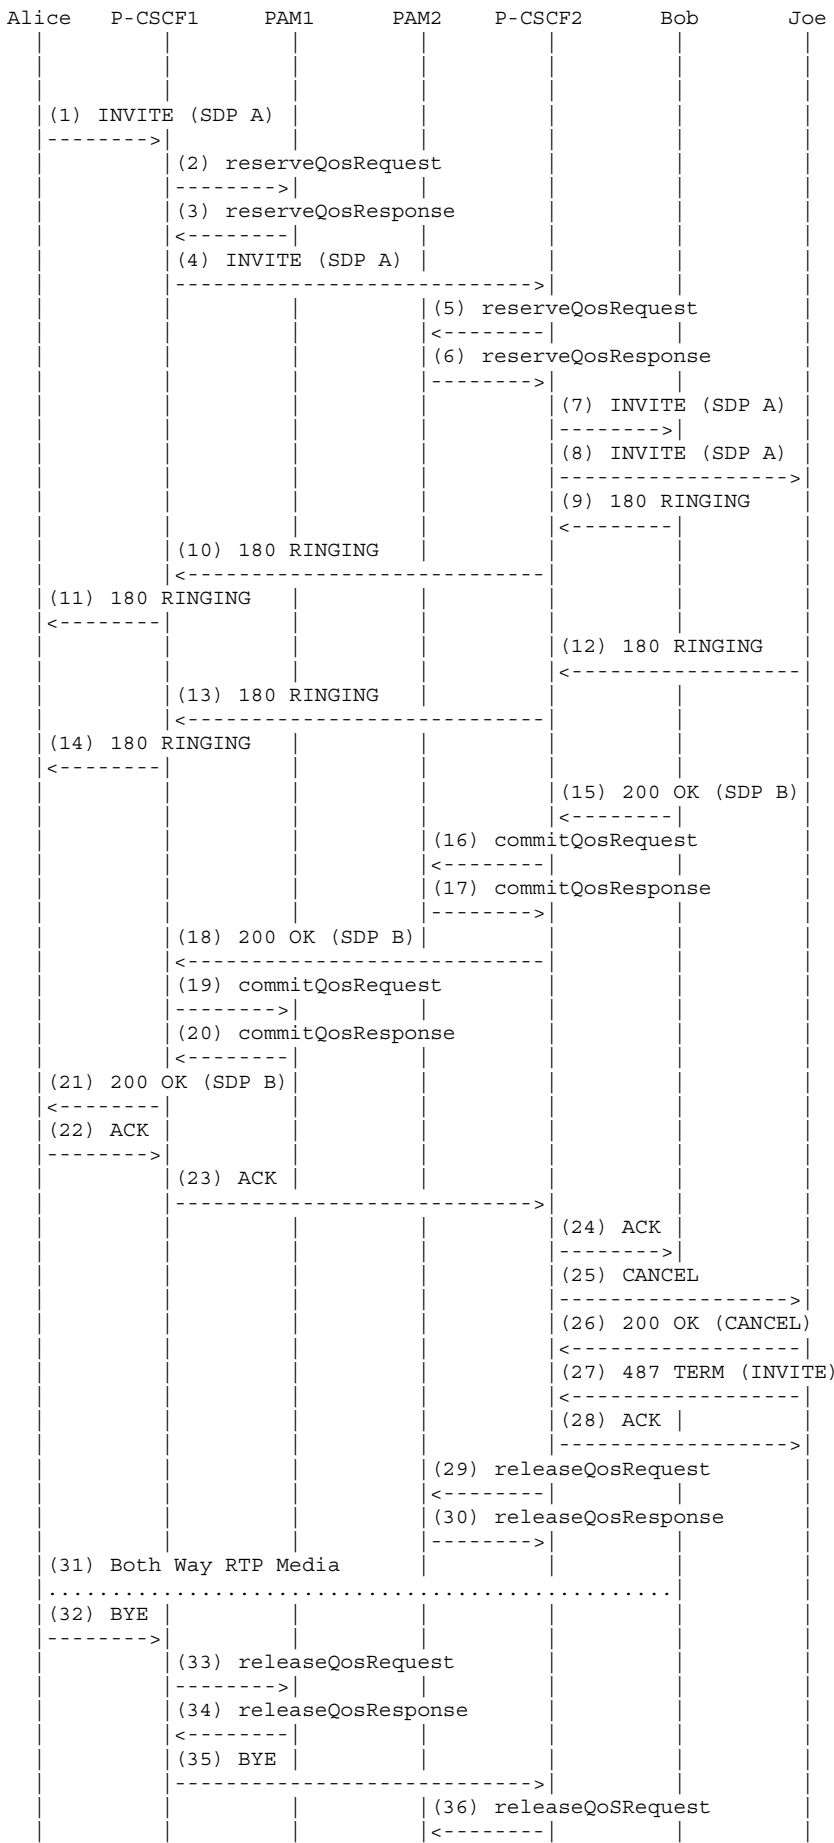 Alice P-CSCF1 PAM1 PAM2 P-CSCF2 Bob Joe
(1) INVITE (SDP A)
(2) reserveQosRequest
(3) reserveQosResponse
(4) INVITE (SDP A)
(5) reserveQosRequest
(6) reserveQosResponse
(7) INVITE (SDP A)
(8) INVITE (SDP A)
(9) 180 RINGING
(10) 180 RINGING
(11) 180 RINGING
(12) 180 RINGING
(13) 180 RINGING
(14) 180 RINGING
(15) 200 OK (SDP B)
(16) commitQosRequest
(17) commitQosResponse
(18) 200 OK (SDP B)
(19) commitQosRequest
(20) commitQosResponse
(21) 200 OK (SDP B)
(22) ACK
(23) ACK
(24) ACK
(25) CANCEL
(26) 200 OK (CANCEL)
(27) 487 TERM (INVITE)
(28) ACK
(29) releaseQosRequest
(30) releaseQosResponse
(31) Both Way RTP Media
(32) BYE
(33) releaseQosRequest
(34) releaseQosResponse
(35) BYE
(36) releaseQoSRequest